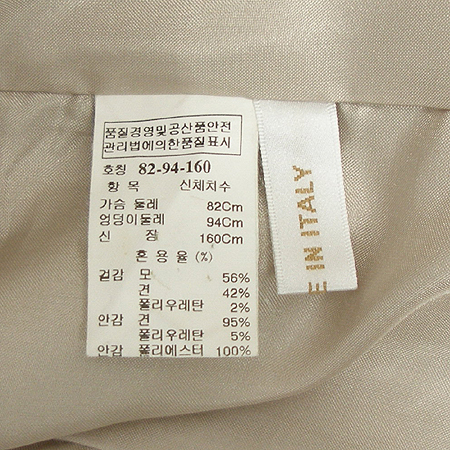 품질경영및공산품안전
관리법에의한품질표시
호칭 82-94-160
항 목 신체치수
가슴 둘레 82Cm
엉덩이둘레 94Cm
신 장 160Cm
혼 용 율 (%)
겉감 모 56%
견 42%
폴리우레탄 2%
안감 견 95%
폴리우레탄 5%
안감 폴리에스터 100%
E IN ITALY